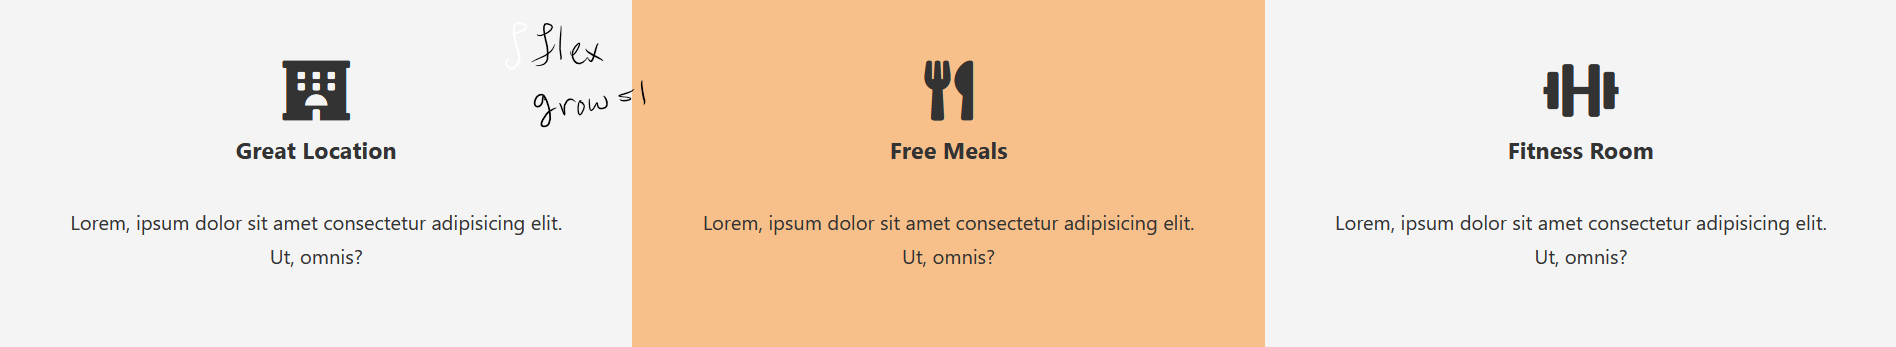 flex
grow=1
Great Location
Lorem, ipsum dolor sit amet consectetur adipisicing elit.
Ut, omnis?
Free Meals
Lorem, ipsum dolor sit amet consectetur adipisicing elit.
Ut, omnis?
Fitness Room
Lorem, ipsum dolor sit amet consectetur adipisicing elit.
Ut, omnis?